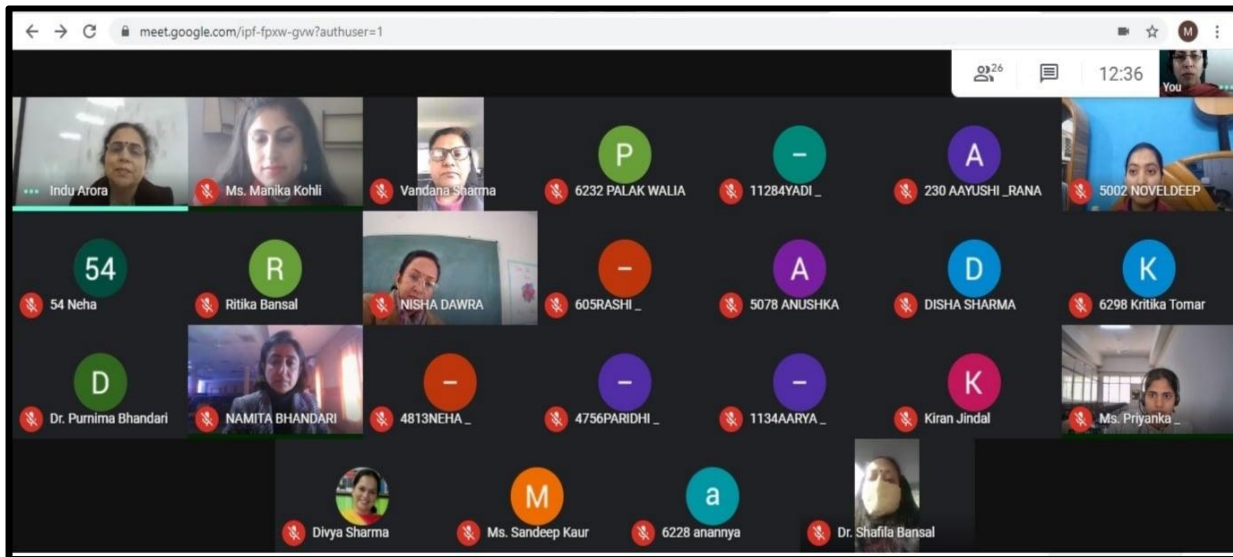 meet.google.com/ipf-fpxw-gvw?authuser=1
M
26
12:36
You
Indu Arora
Ms. Manika Kohli
Vandana Sharma
P
6232 PALAK WALIA
–
11284YADI _
A
230 AAYUSHI _RANA
5002 NOVELDEEP
54
54 Neha
R
Ritika Bansal
NISHA DAWRA
–
605RASHI _
A
5078 ANUSHKA
D
DISHA SHARMA
K
6298 Kritika Tomar
D
Dr. Purnima Bhandari
NAMITA BHANDARI
–
4813NEHA _
–
4756PARIDHI _
–
1134AARYA _
K
Kiran Jindal
Ms. Priyanka _
Divya Sharma
M
Ms. Sandeep Kaur
a
6228 anannya
Dr. Shafila Bansal